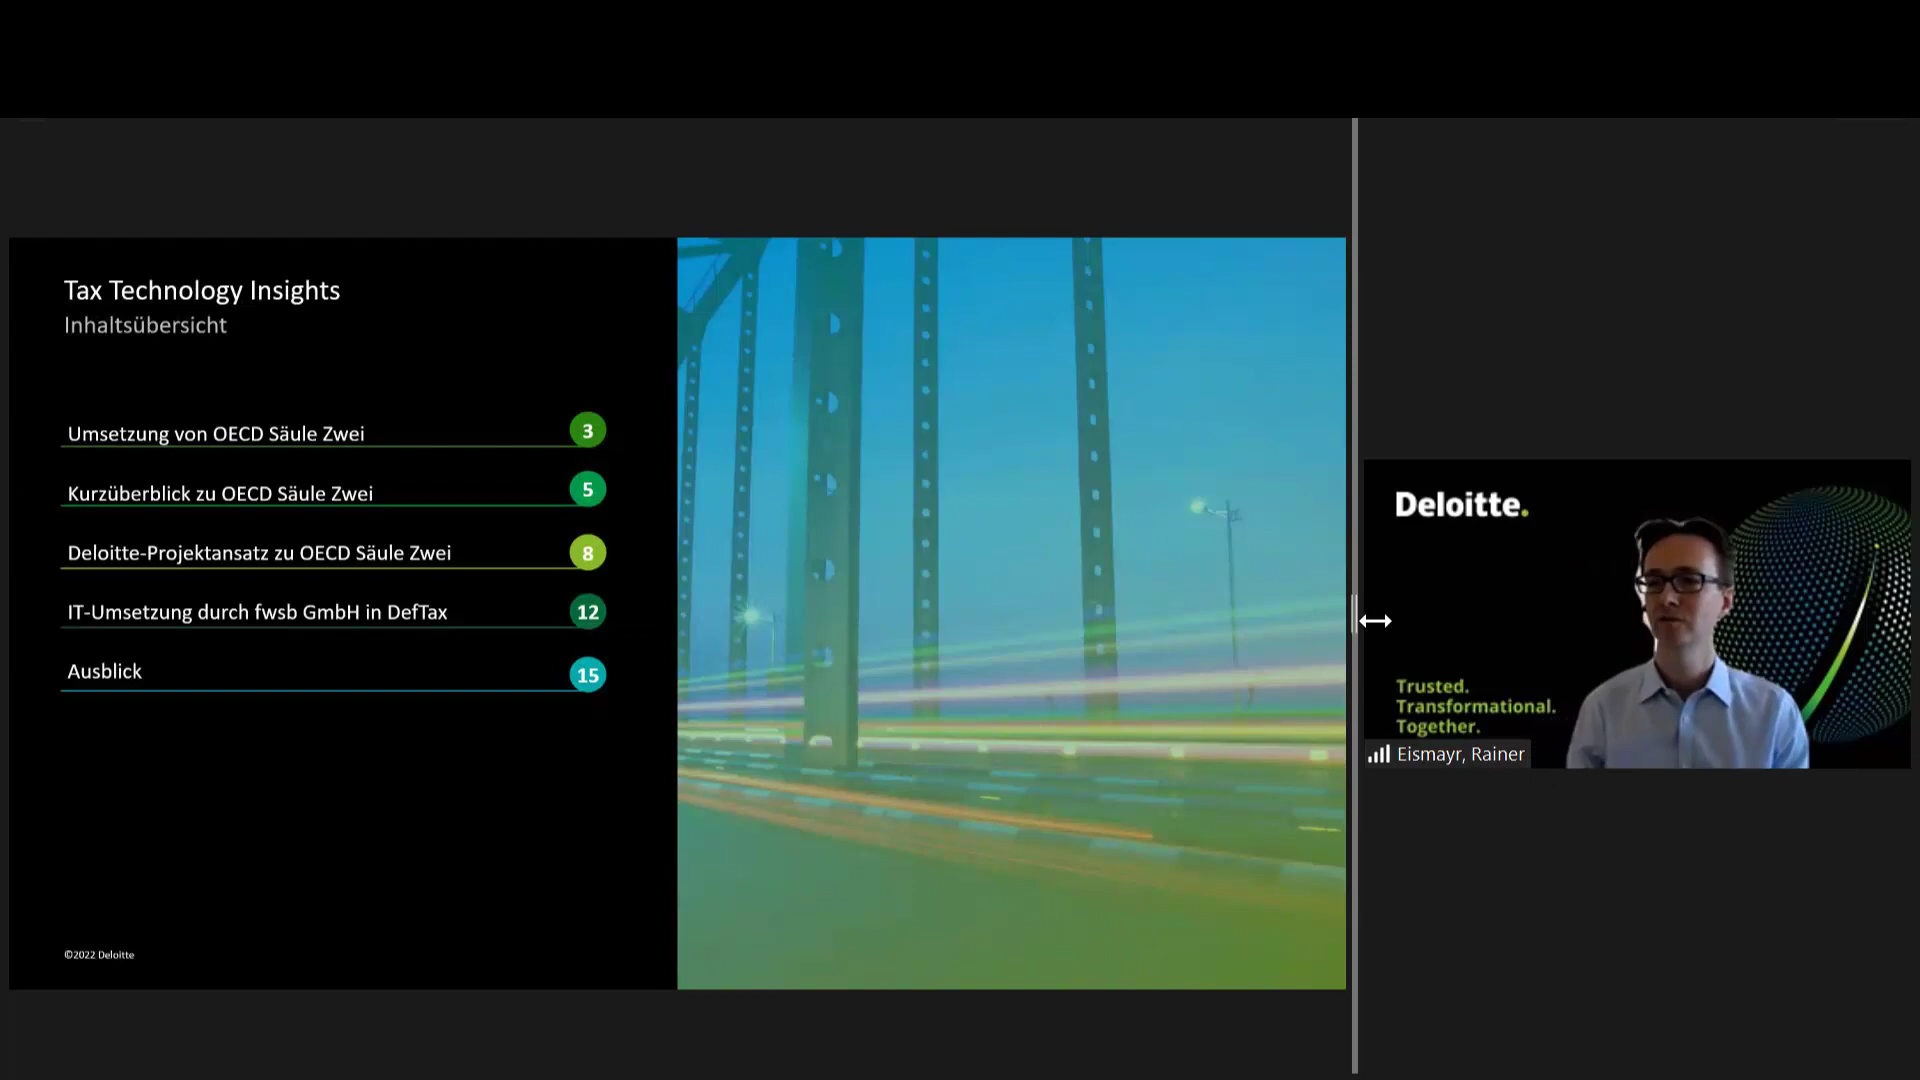 Tax Technology Insights
Inhaltsübersicht
Umsetzung von OECD Säule Zwei 3
Kurzüberblick zu OECD Säule Zwei 5
Deloitte-Projektansatz zu OECD Säule Zwei 8
IT-Umsetzung durch fwsb GmbH in DefTax 12
Ausblick 15
©2022 Deloitte
Deloitte.
Trusted.
Transformational.
Together.
Eismayr, Rainer